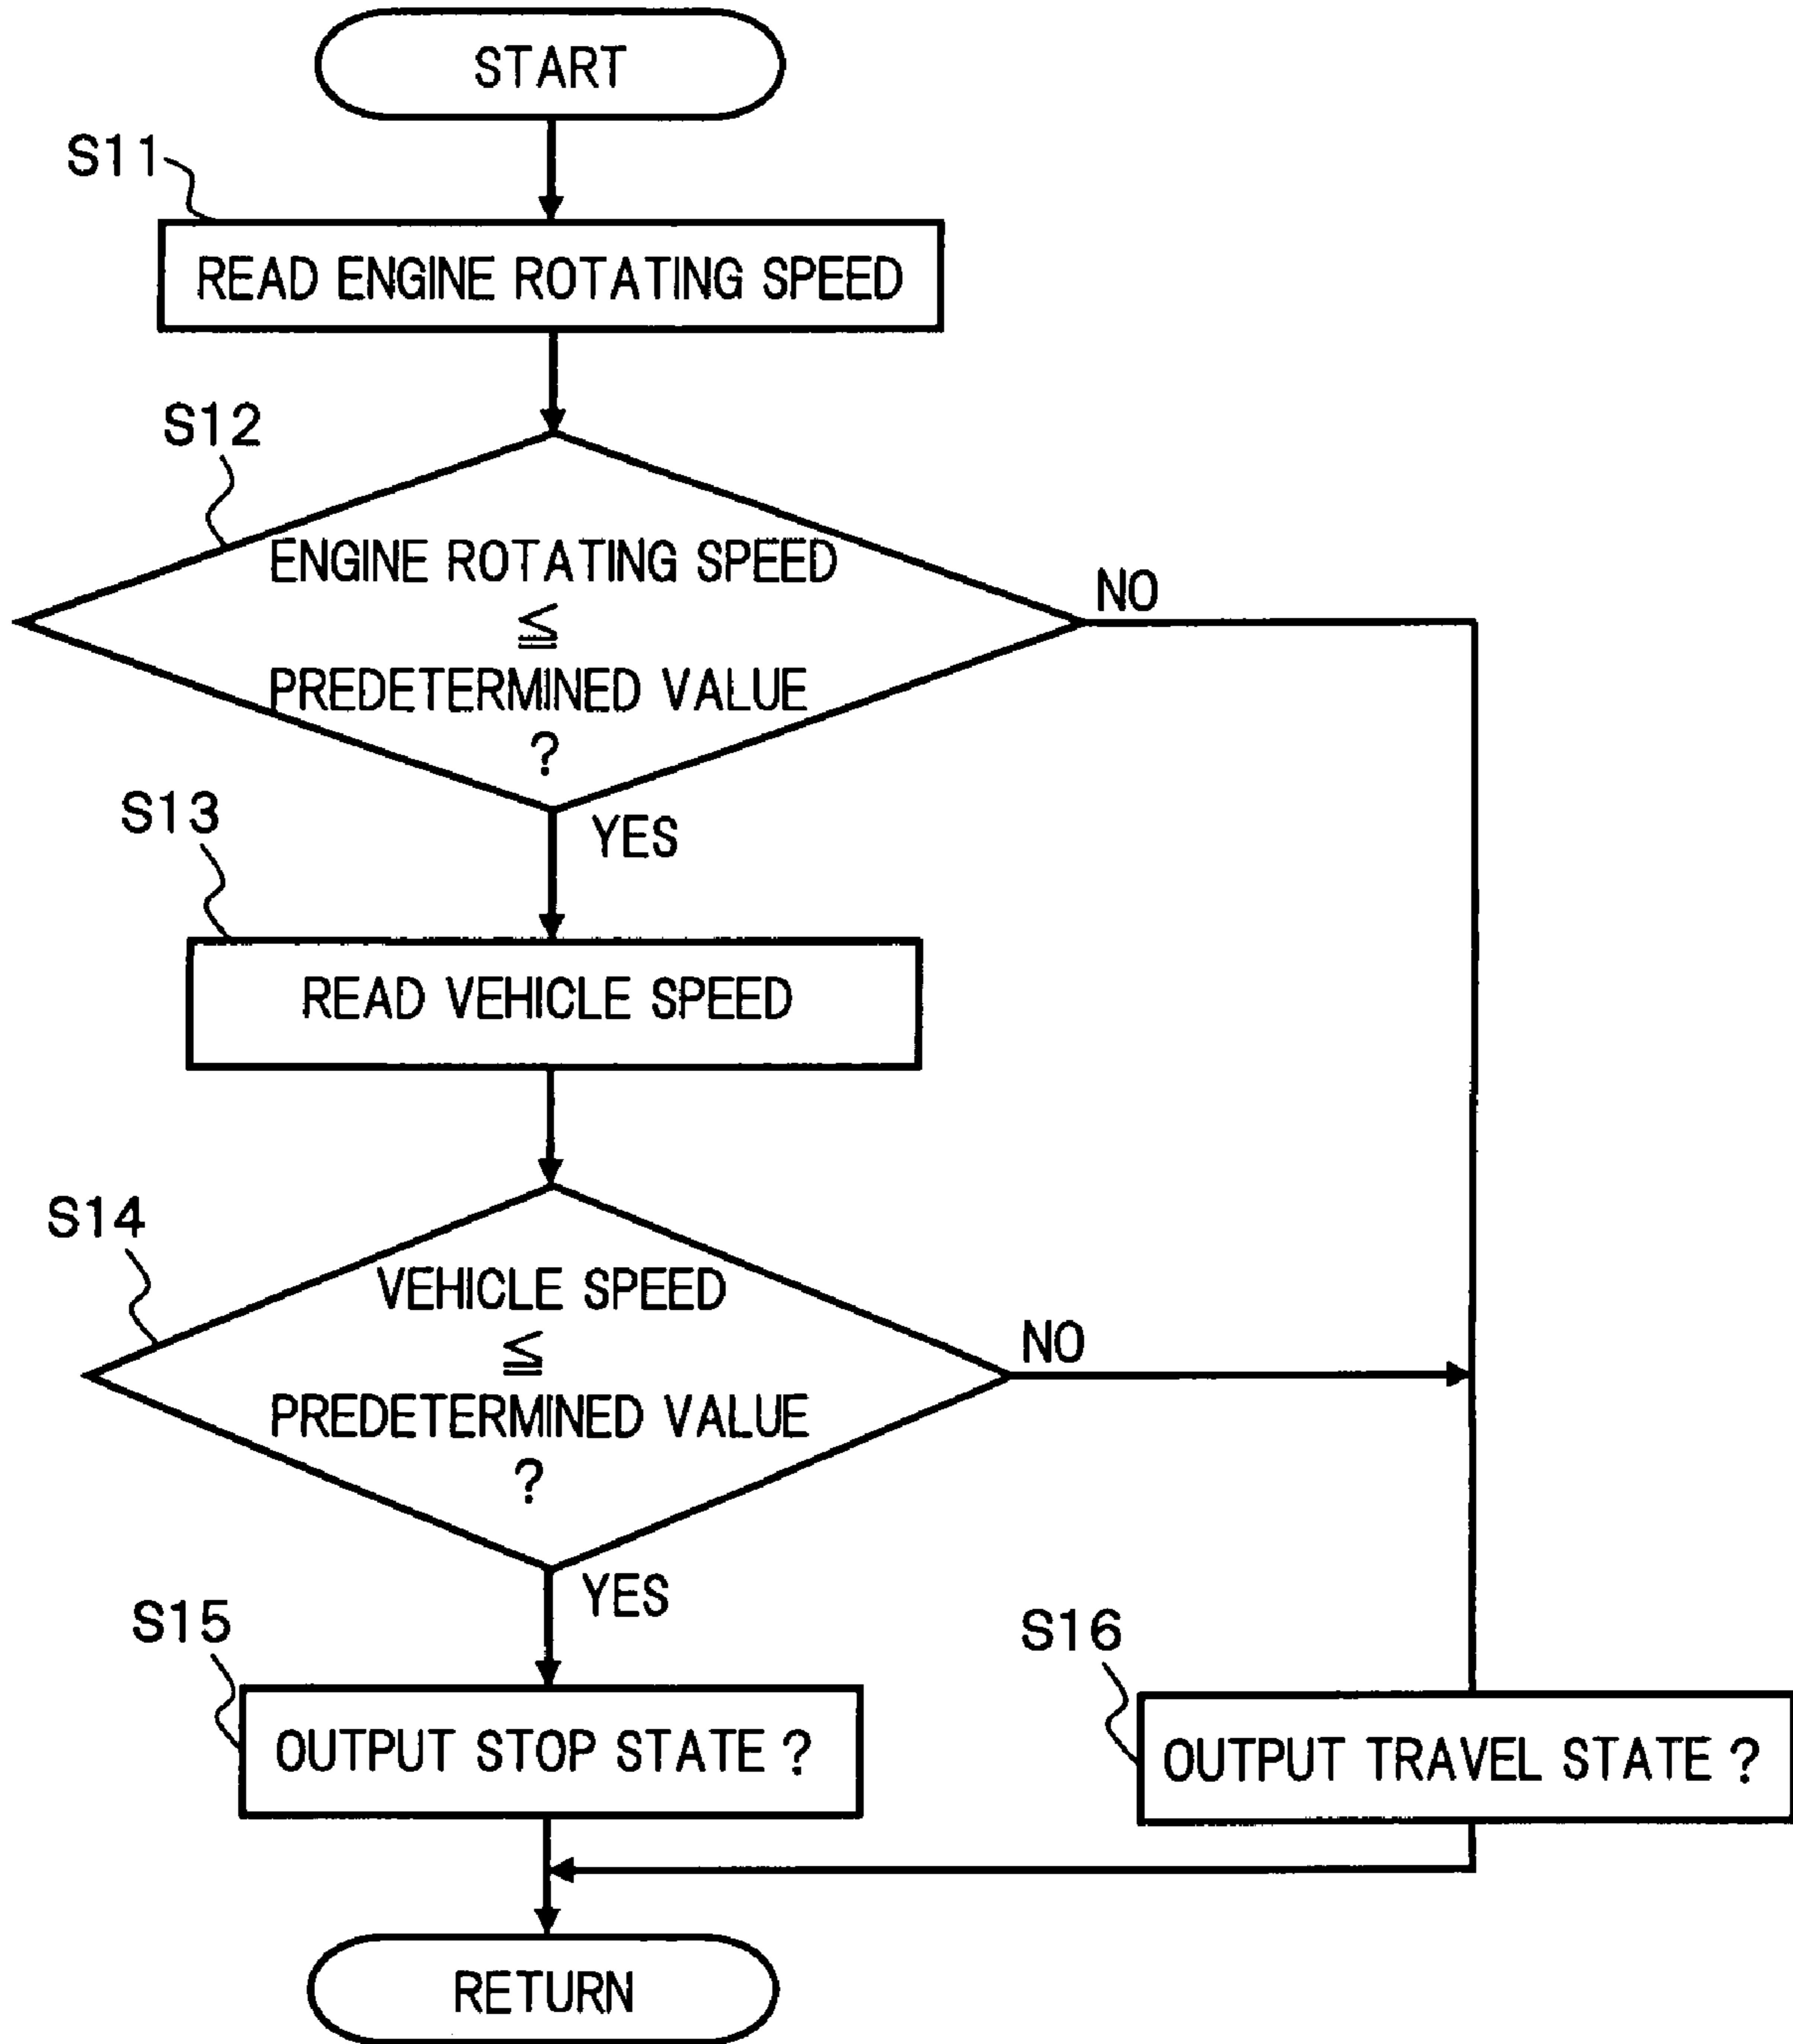 START
S11
READ ENGINE ROTATING SPEED
S12
ENGINE ROTATING SPEED
≦
PREDETERMINED VALUE
?
NO
YES
S13
READ VEHICLE SPEED
S14
VEHICLE SPEED
≦
PREDETERMINED VALUE
?
NO
YES
S15
OUTPUT STOP STATE ?
S16
OUTPUT TRAVEL STATE ?
RETURN